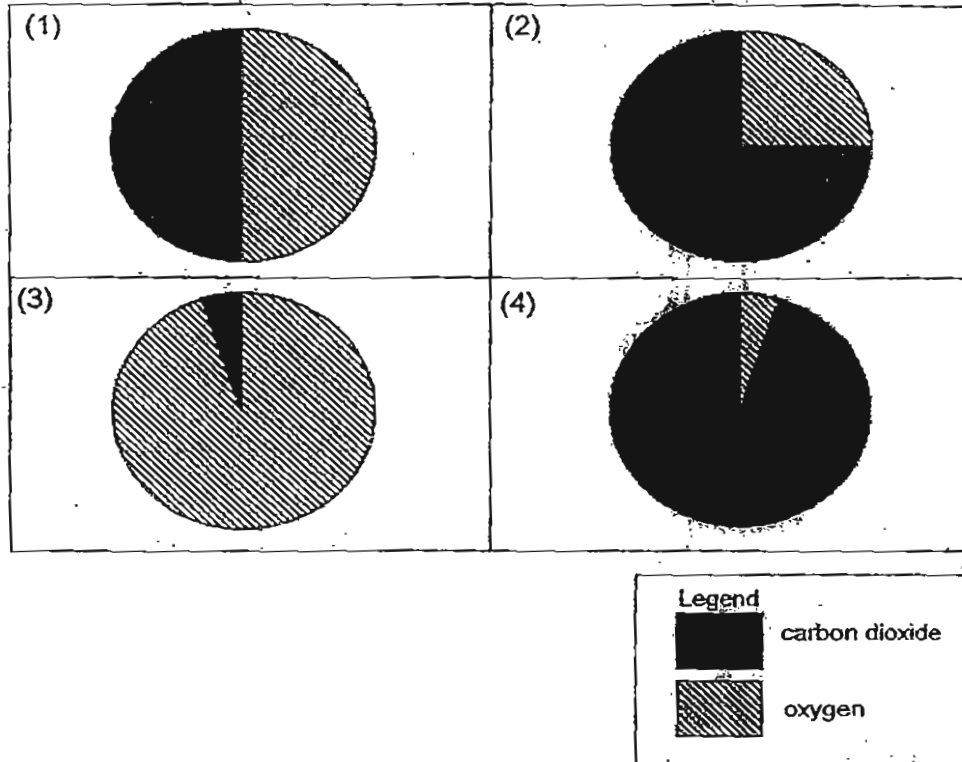 (1)
(2)
(3)
(4)
Legend
carbon dioxide
oxygen